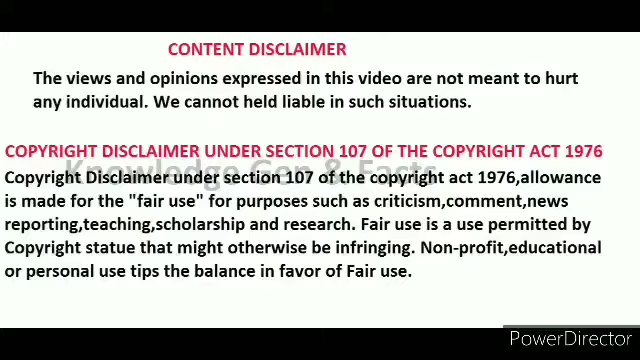 CONTENT DISCLAIMER
The views and opinions expressed in this video are not meant to hurt
any individual. We cannot held liable in such situations.
COPYRIGHT DISCLAIMER UNDER SECTION 107 OF THE COPYRIGHT ACT 1976
Knowledge Gen & Facts
Copyright Disclaimer under section 107 of the copyright act 1976,allowance
is made for the "fair use" for purposes such as criticism,comment,news
reporting,teaching,scholarship and research. Fair use is a use permitted by
Copyright statue that might otherwise be infringing. Non-profit,educational
or personal use tips the balance in favor of Fair use.
PowerDirector